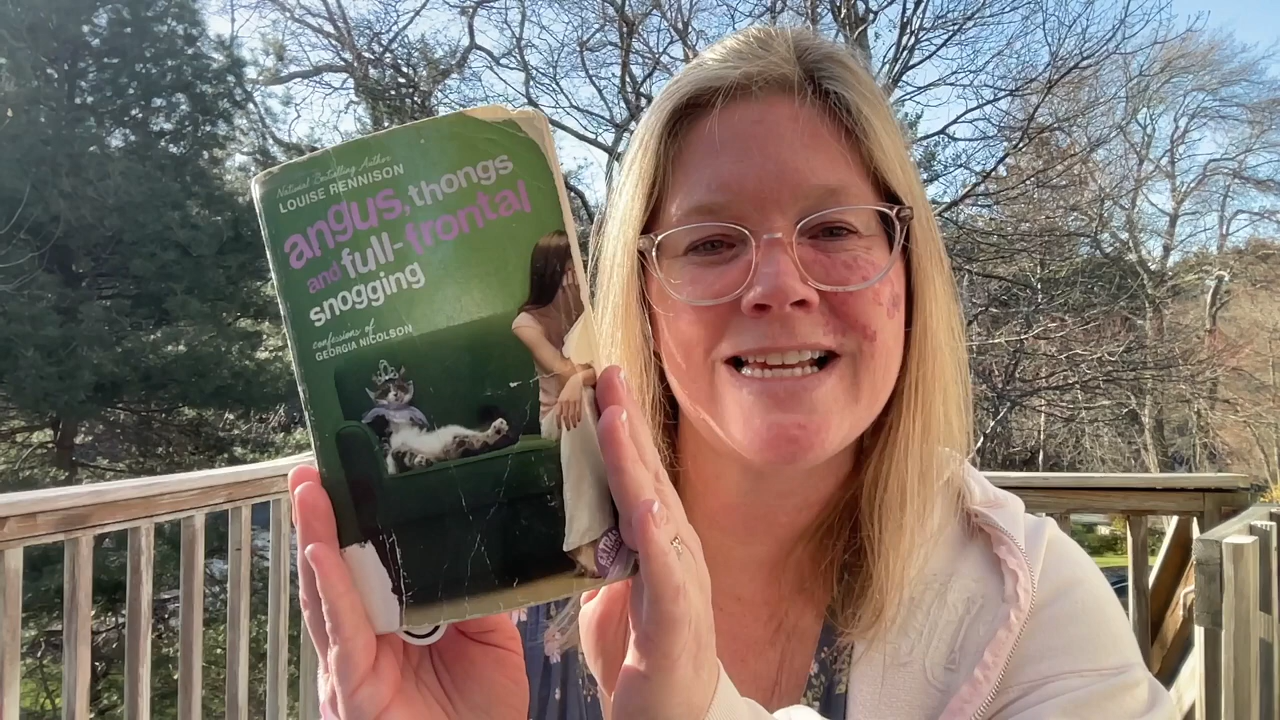 National Bestselling Author
LOUISE RENNISON
angus, thongs
and full-frontal
snogging
confessions of
GEORGIA NICOLSON